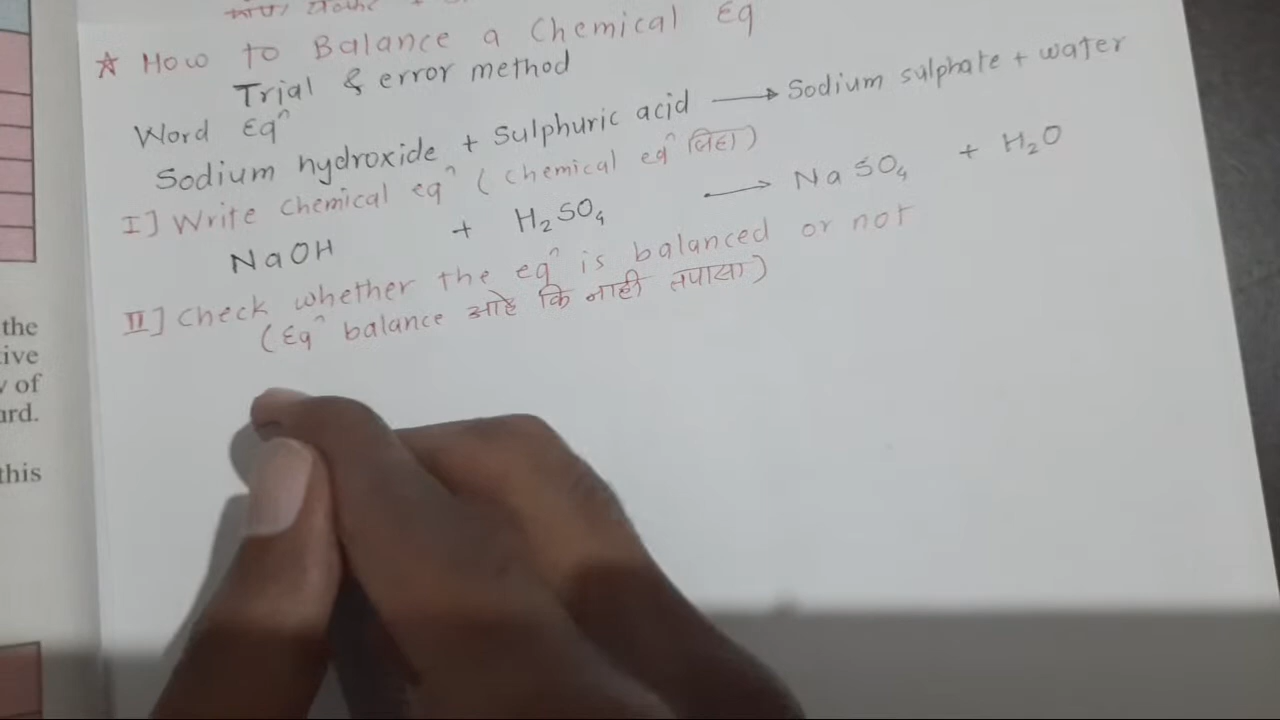 ☆ How to Balance a Chemical Eq
Trial & error method
Word Eqⁿ
Sodium hydroxide + Sulphuric acid → Sodium sulphate + water
I] Write chemical eqⁿ (chemical eqⁿ लिहा)
NaOH + H₂SO₄ → NaSO₄ + H₂O
II] Check whether the eqⁿ is balanced or not
(Eqⁿ balance आहे कि नाही तपासा)
the
ive
of
ard.
this